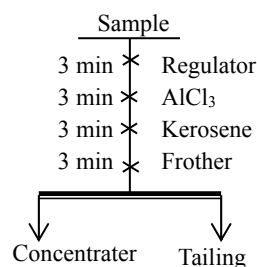 Sample
3 min Regulator
3 min AlCl₃
3 min Kerosene
3 min Frother
Concentrater Tailing